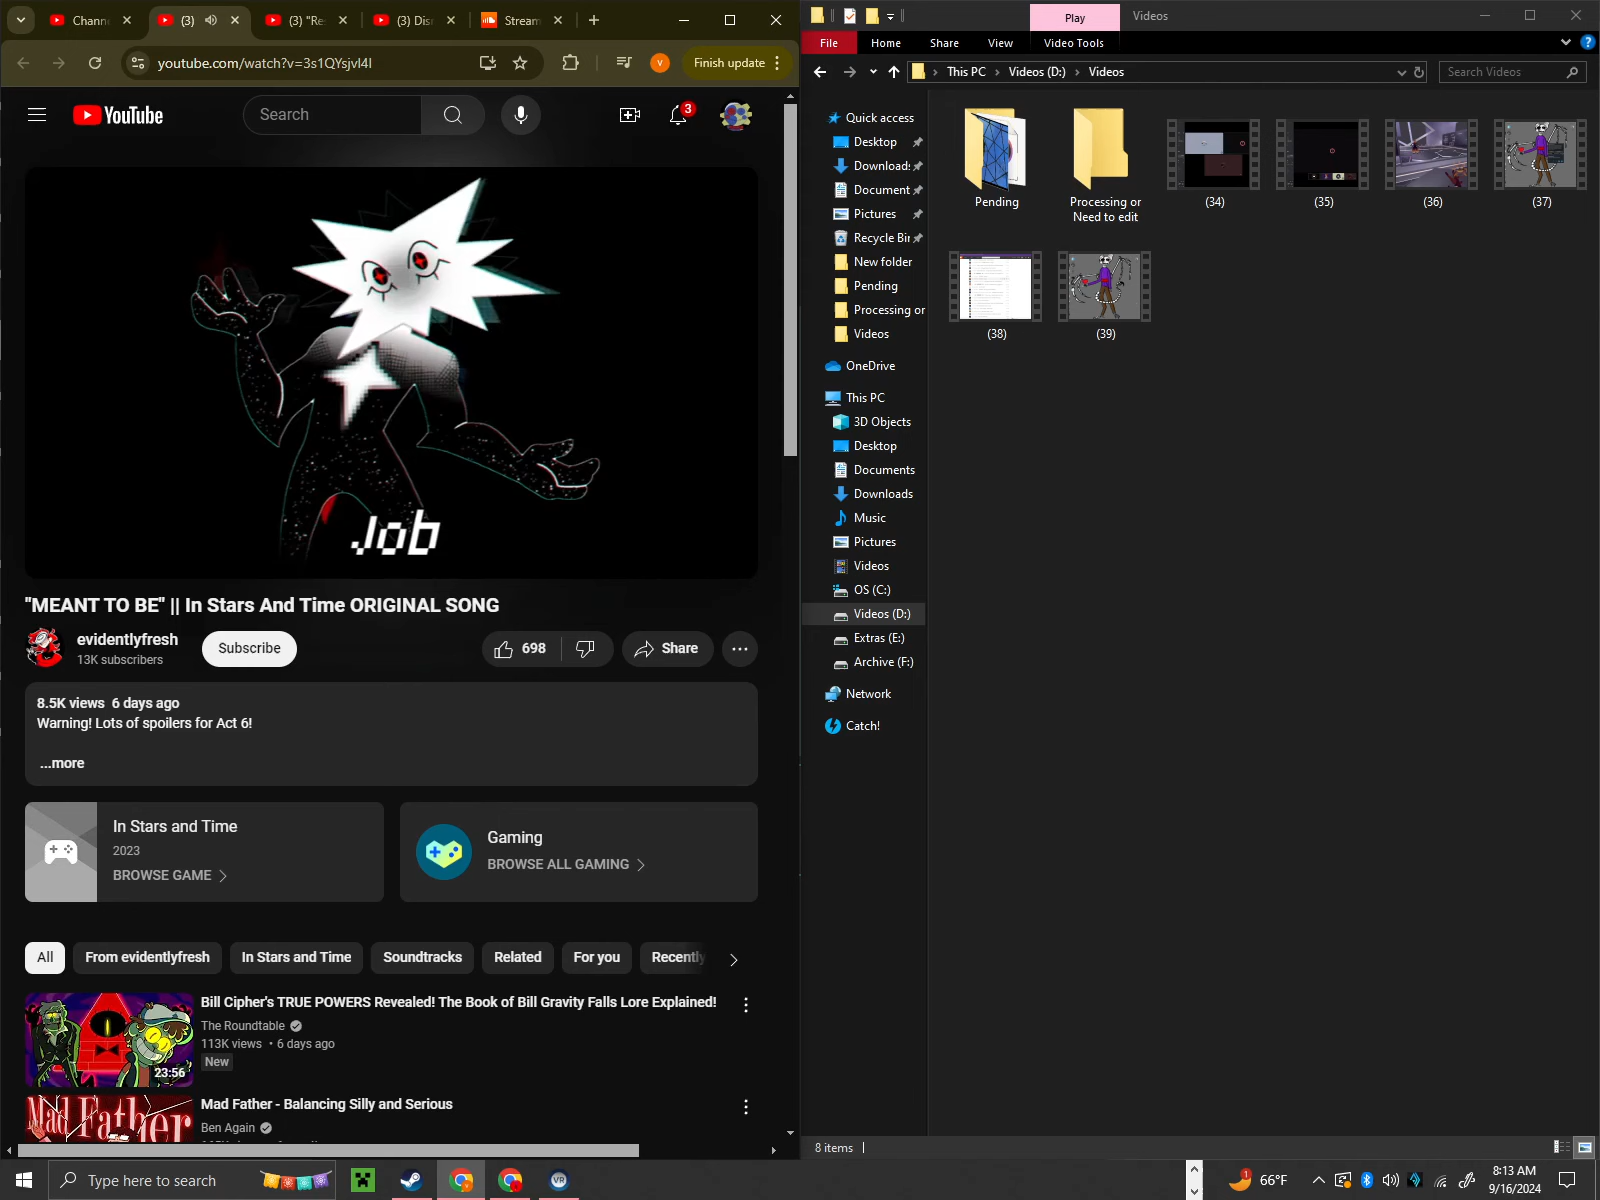 Chann
(3)
(3) "Re
(3) Dis
Stream
youtube.com/watch?v=3s1QYsjvl4I
V
Finish update
YouTube
Search
3
Job
"MEANT TO BE" || In Stars And Time ORIGINAL SONG
evidentlyfresh
13K subscribers
Subscribe
698
Share
8.5K views 6 days ago
Warning! Lots of spoilers for Act 6!
...more
In Stars and Time
2023
BROWSE GAME
Gaming
BROWSE ALL GAMING
All
From evidentlyfresh
In Stars and Time
Soundtracks
Related
For you
Recently
Bill Cipher's TRUE POWERS Revealed! The Book of Bill Gravity Falls Lore Explained!
The Roundtable
113K views • 6 days ago
New
23:56
Mad Father
Mad Father - Balancing Silly and Serious
Ben Again
Play
Videos
File
Home
Share
View
Video Tools
This PC
Videos (D:)
Videos
Search Videos
Quick access
Desktop
Downloads
Document
Pictures
Recycle Bin
New folder
Pending
Processing or
Videos
OneDrive
This PC
3D Objects
Desktop
Documents
Downloads
Music
Pictures
Videos
OS (C:)
Videos (D:)
Extras (E:)
Archive (F:)
Network
Catch!
Pending
Processing or
Need to edit
(34)
(35)
(36)
(37)
(38)
(39)
8 items
Type here to search
VR
1
66°F
8:13 AM
9/16/2024